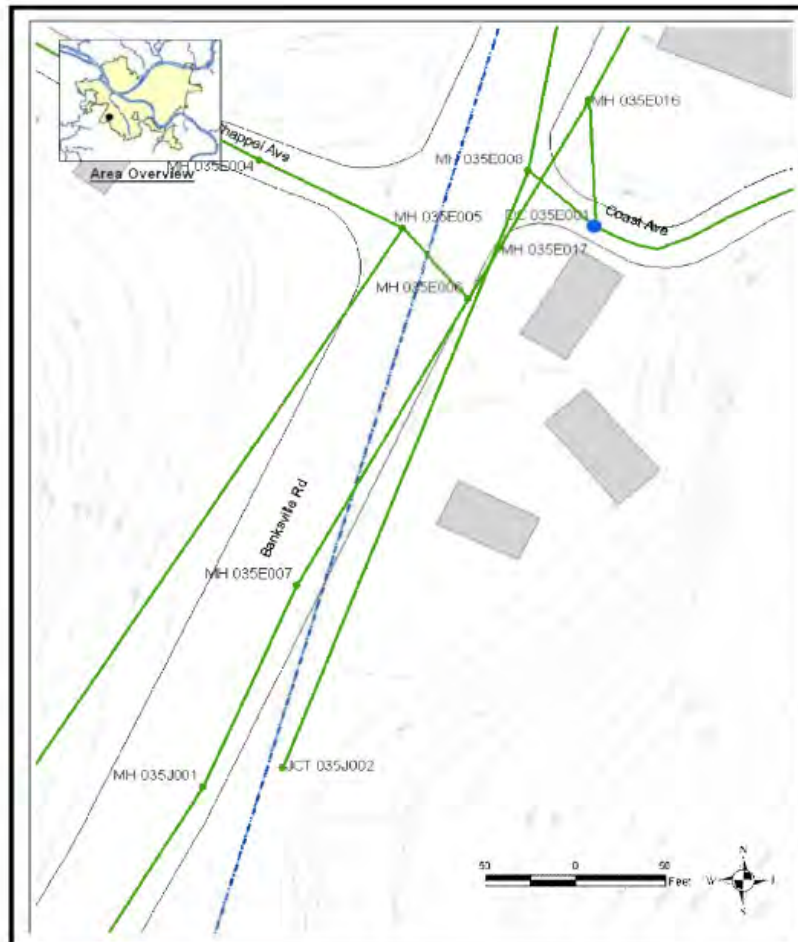 MH 035E016
Chappel Ave
MH 035E004
Area Overview
MH 035E008
DC 035E001
Coast Ave
MH 035E005
MH 035E017
MH 035E006
Banksville Rd
MH 035E007
MH 035J001
JCT 035J002
50 0 50
Feet
N
W E
S